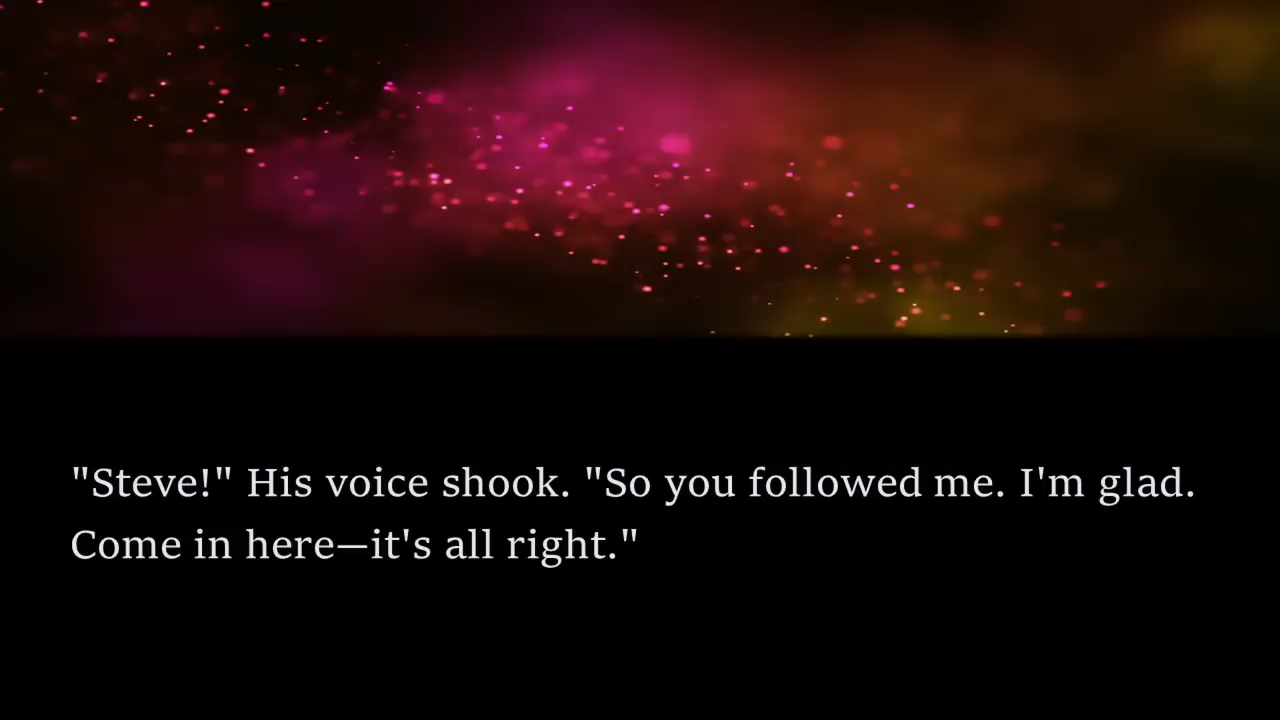 "Steve!" His voice shook. "So you followed me. I'm glad.
Come in here—it's all right."